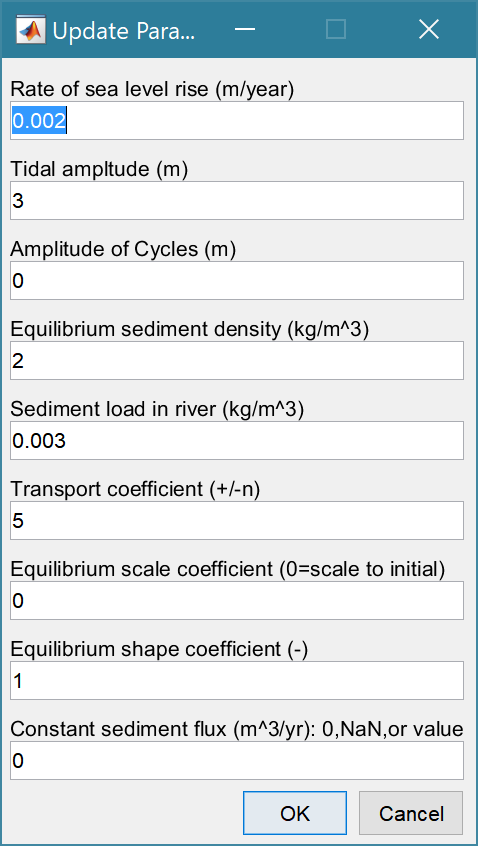 Update Para...
Rate of sea level rise (m/year)
0.002
Tidal ampltude (m)
3
Amplitude of Cycles (m)
0
Equilibrium sediment density (kg/m^3)
2
Sediment load in river (kg/m^3)
0.003
Transport coefficient (+/-n)
5
Equilibrium scale coefficient (0=scale to initial)
0
Equilibrium shape coefficient (-)
1
Constant sediment flux (m^3/yr): 0,NaN,or value
0
OK Cancel